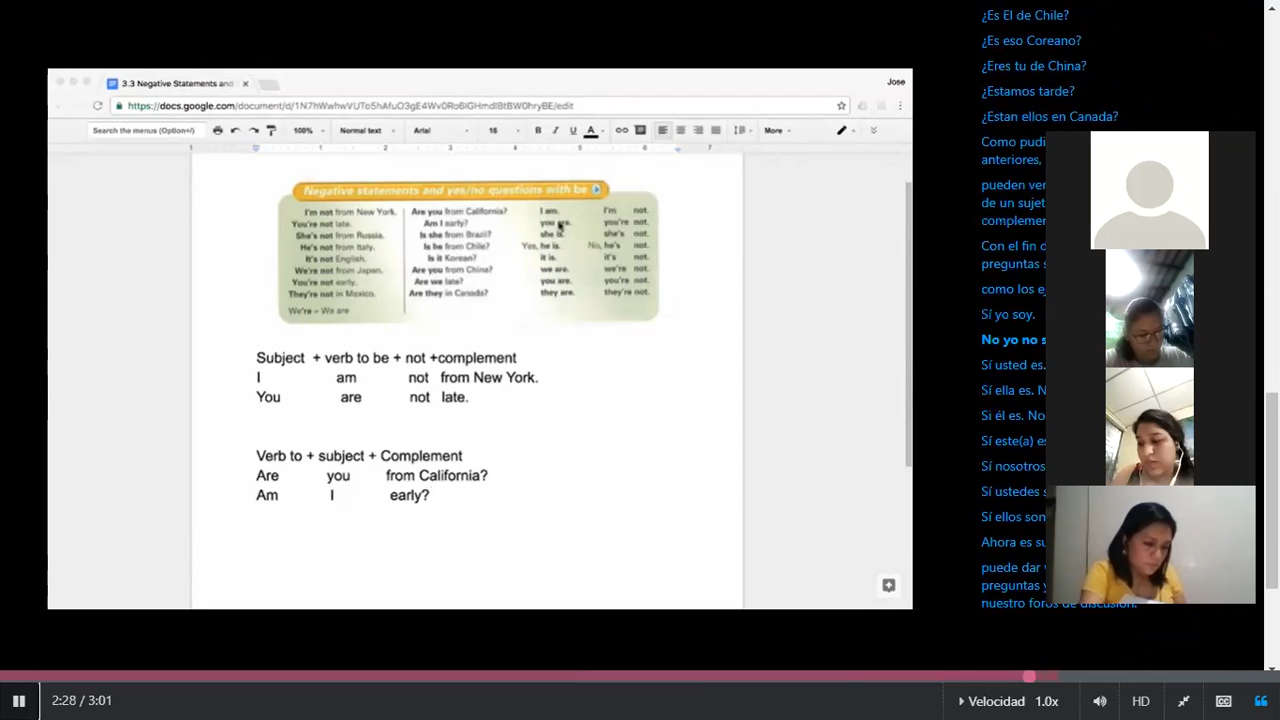 3.3 Negative Statements and
Jose
https://docs.google.com/document/d/
Search the menus (Option+/)
100%
Normal text
Arial
16
B I U A
More
1 1 2 3 4 5 6 7
Negative statements and yes/no questions with be
I'm not from New York. Are you from California? I am. I'm not.
You're not late. Am I early? you are. you're not.
She's not from Russia. Is she from Brazil? she is. she's not.
He's not from Italy. Is he from Chile? Yes, he is. No, he's not.
It's not English. Is it Korean? it is. it's not.
We're not from Japan. Are you from China? we are. we're not.
You're not early. Are we late? you are. you're not.
They're not in Mexico. Are they in Canada? they are. they're not.
We're = We are
Subject + verb to be + not +complement
I am not from New York.
You are not late.
Verb to + subject + Complement
Are you from California?
Am I early?
¿Es El de Chile?
¿Es eso Coreano?
¿Eres tu de China?
¿Estamos tarde?
¿Estan ellos en Canada?
Como pudi
anteriores,
pueden ver
de un sujet
complemen
Con el fin d
preguntas s
como los ej
Sí yo soy.
No yo no s
Sí usted es.
Sí ella es. N
Si él es. No
Sí este(a) es
Sí nosotros
Sí ustedes s
Sí ellos son
Ahora es su
puede dar
preguntas y
nuestro foros de discusión.
2:28 / 3:01
Velocidad 1.0x
HD
CC